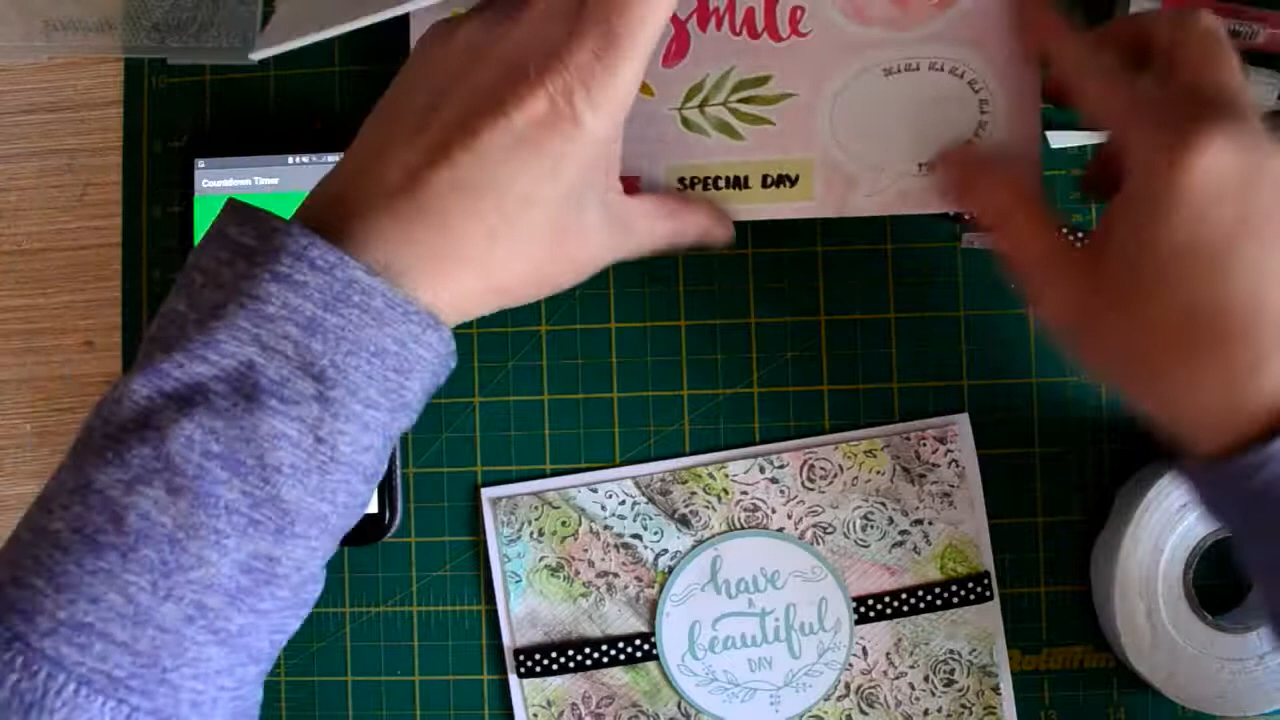 smile
SPECIAL DAY
Countdown Timer
have
A
beautiful
DAY